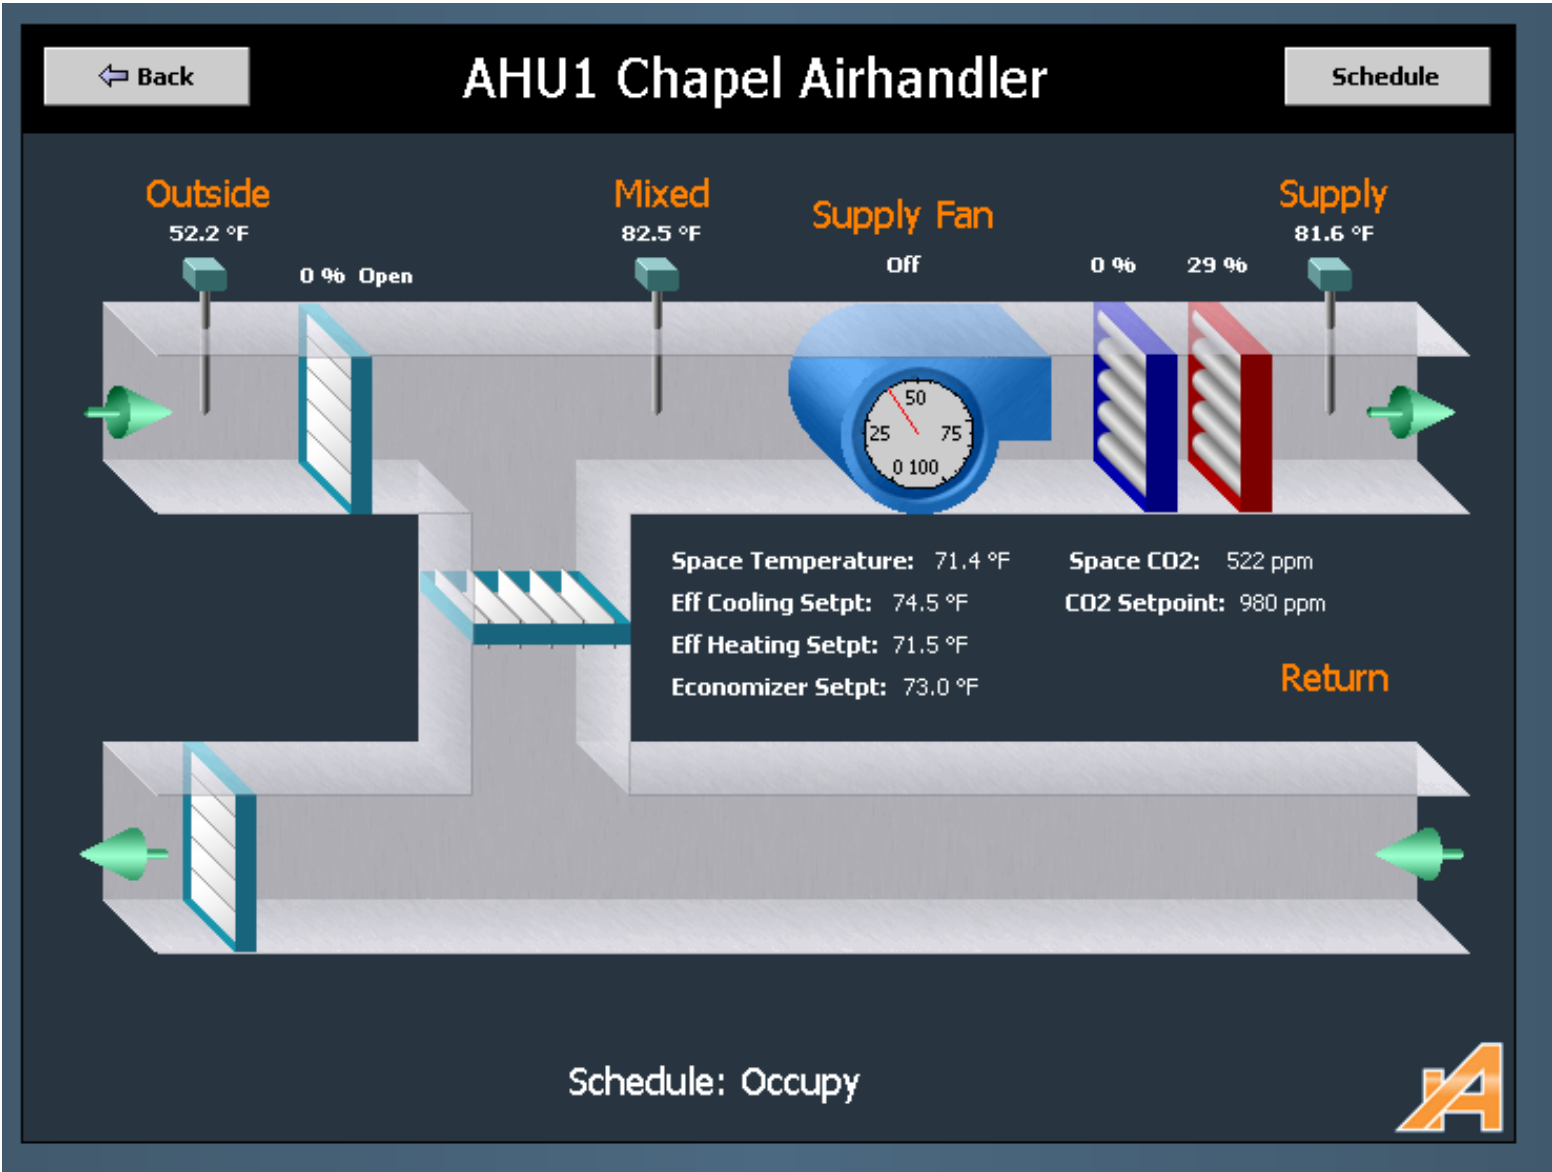 Back
AHU1 Chapel Airhandler
Schedule
Outside
52.2 °F
0 % Open
Mixed
82.5 °F
Supply Fan
Off
0 %
29 %
Supply
81.6 °F
50
25
75
0 100
Space Temperature: 71.4 °F
Space CO2: 522 ppm
Eff Cooling Setpt: 74.5 °F
CO2 Setpoint: 980 ppm
Eff Heating Setpt: 71.5 °F
Economizer Setpt: 73.0 °F
Return
Schedule: Occupy